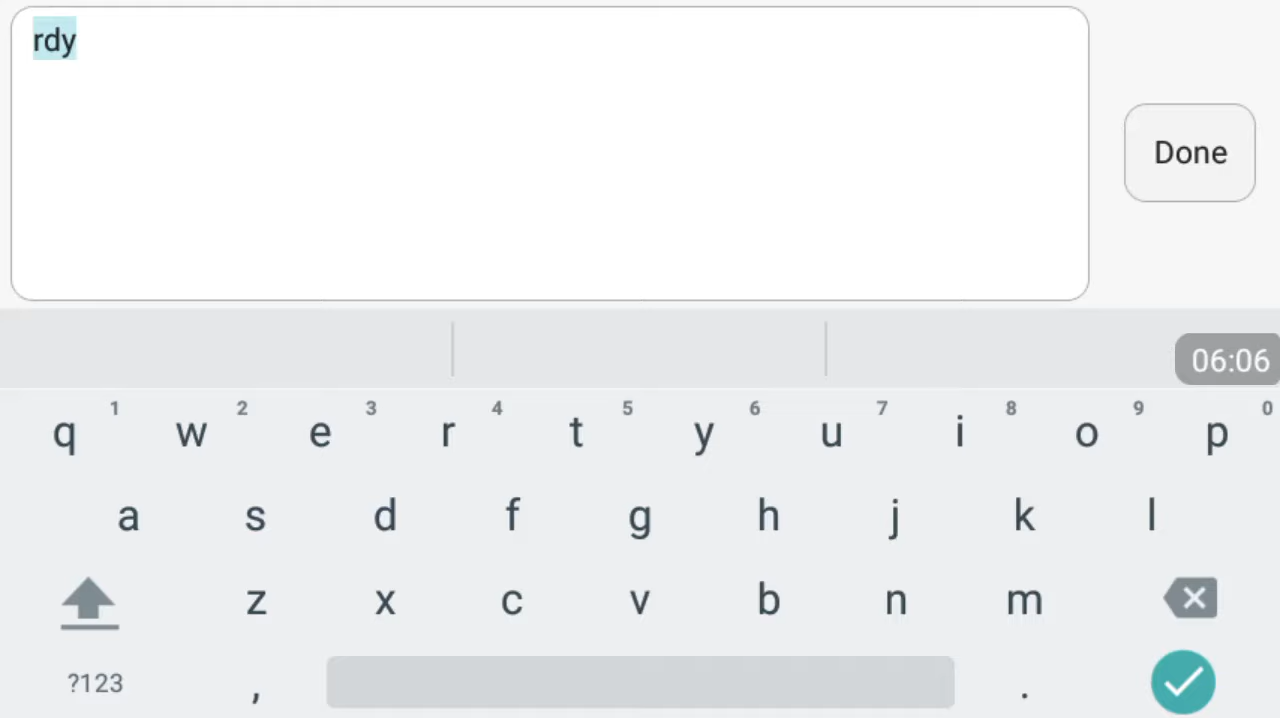 rdy
Done
06:06
1 2 3 4 5 6 7 8 9 0
q w e r t y u i o p
a s d f g h j k l
z x c v b n m
?123 , .